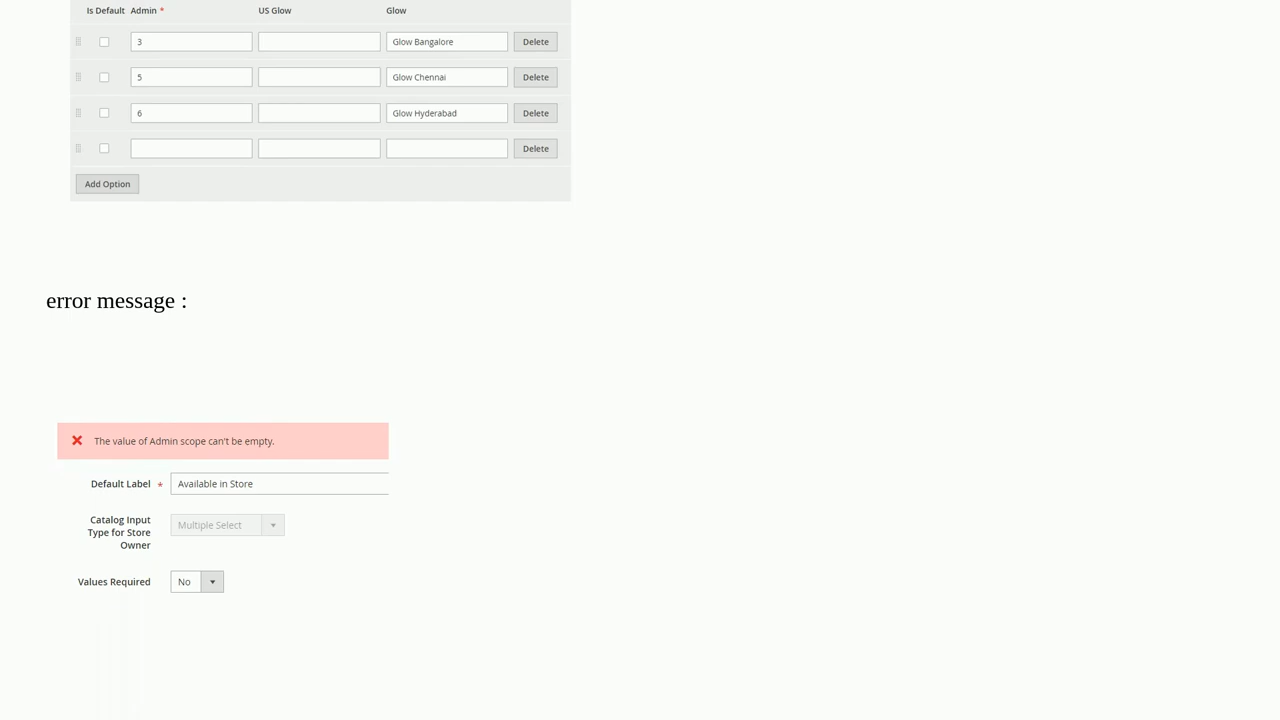 Is Default Admin * US Glow Glow
3 Glow Bangalore Delete
5 Glow Chennai Delete
6 Glow Hyderabad Delete
Delete
Add Option
error message :
The value of Admin scope can't be empty.
Default Label * Available in Store
Catalog Input
Type for Store
Owner
Multiple Select
Values Required No